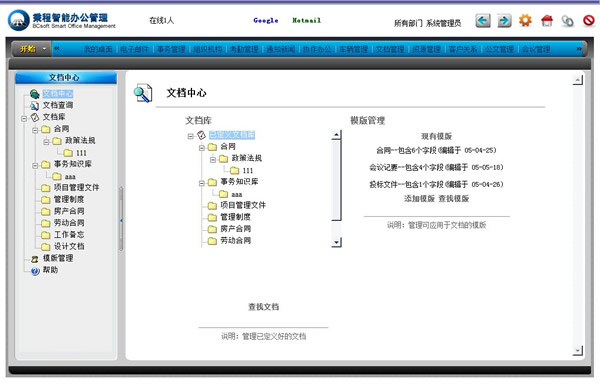 秉程智能办公管理
BCsoft Smart Office Management
在线1人
Google
Hotmail
所有部门 系统管理员
开始
我的桌面 电子邮件 事务管理 组织机构 考勤管理 通知新闻 协作办公 车辆管理 文档管理 资源管理 客户关系 公文管理 会议管理
文档中心
文档中心
文档查询
文档库
合同
政策法规
111
事务知识库
aaa
项目管理文件
管理制度
房产合同
劳动合同
工作备忘
设计文档
模版管理
帮助
文档中心
文档库
已定义文档库
合同
政策法规
111
事务知识库
aaa
项目管理文件
管理制度
房产合同
劳动合同
查找文档
说明：管理已定义好的文档
模版管理
现有模版
合同--包含6个字段(编辑于 05-04-25)
会议记要--包含4个字段(编辑于 05-05-18)
投标文件--包含1个字段(编辑于 05-04-26)
添加模版 查找模版
说明：管理可应用于文档的模版